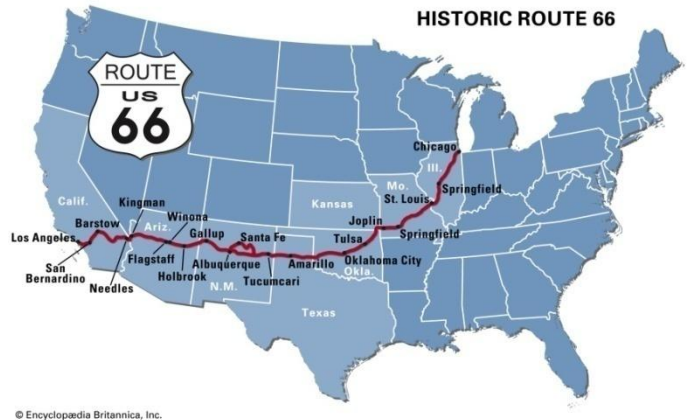 HISTORIC ROUTE 66
ROUTE
US
66
Chicago
Ill.
Mo.
Springfield
St. Louis
Kansas
Calif.
Kingman
Joplin
Winona
Barstow
Ariz.
Springfield
Gallup
Santa Fe
Tulsa
Los Angeles
Oklahoma City
Flagstaff
Albuquerque
Amarillo
San
Bernardino
Holbrook
Okla.
Needles
N.M.
Tucumcari
Texas
© Encyclopædia Britannica, Inc.